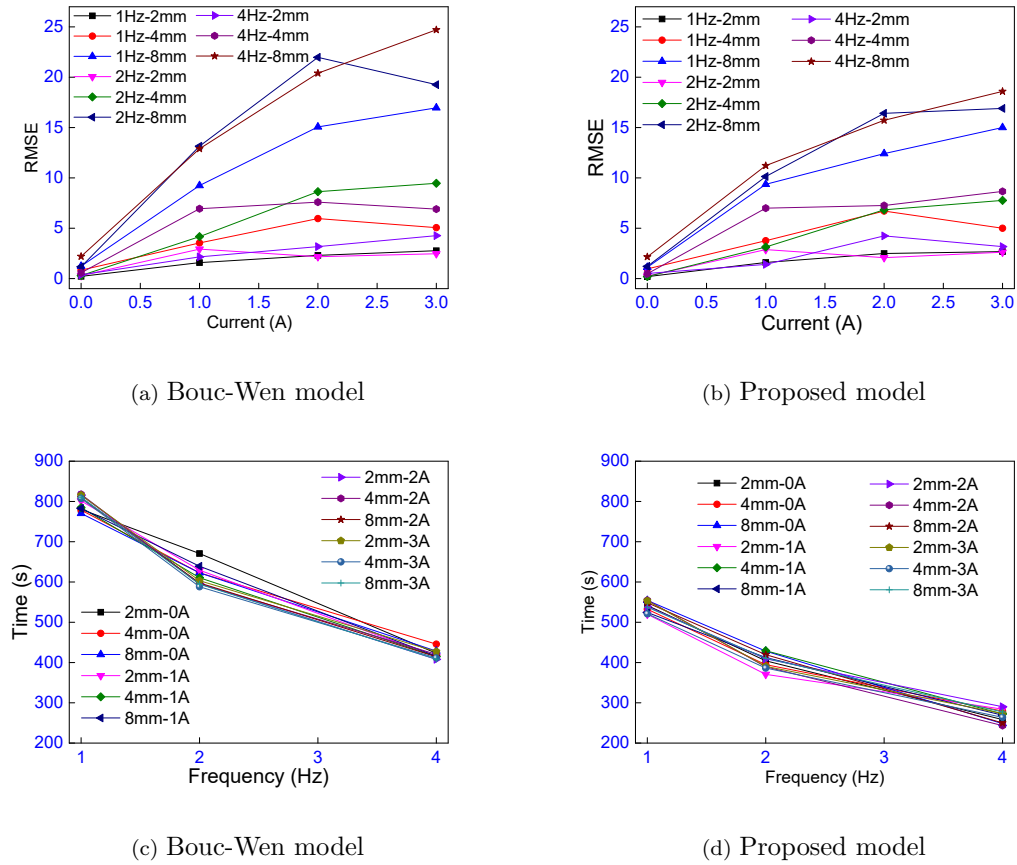 25
20
15
10
5
0
RMSE
1Hz-2mm
1Hz-4mm
1Hz-8mm
2Hz-2mm
2Hz-4mm
2Hz-8mm
4Hz-2mm
4Hz-4mm
4Hz-8mm
0.0 0.5 1.0 1.5 2.0 2.5 3.0
Current (A)
(a) Bouc-Wen model
25
20
15
10
5
0
RMSE
1Hz-2mm
1Hz-4mm
1Hz-8mm
2Hz-2mm
2Hz-4mm
2Hz-8mm
4Hz-2mm
4Hz-4mm
4Hz-8mm
0.0 0.5 1.0 1.5 2.0 2.5 3.0
Current (A)
(b) Proposed model
900
800
700
600
500
400
300
200
Time (s)
2mm-2A
4mm-2A
8mm-2A
2mm-3A
4mm-3A
8mm-3A
2mm-0A
4mm-0A
8mm-0A
2mm-1A
4mm-1A
8mm-1A
1 2 3 4
Frequency (Hz)
(c) Bouc-Wen model
900
800
700
600
500
400
300
200
Time (s)
2mm-0A
4mm-0A
8mm-0A
2mm-1A
4mm-1A
8mm-1A
2mm-2A
4mm-2A
8mm-2A
2mm-3A
4mm-3A
8mm-3A
1 2 3 4
Frequency (Hz)
(d) Proposed model